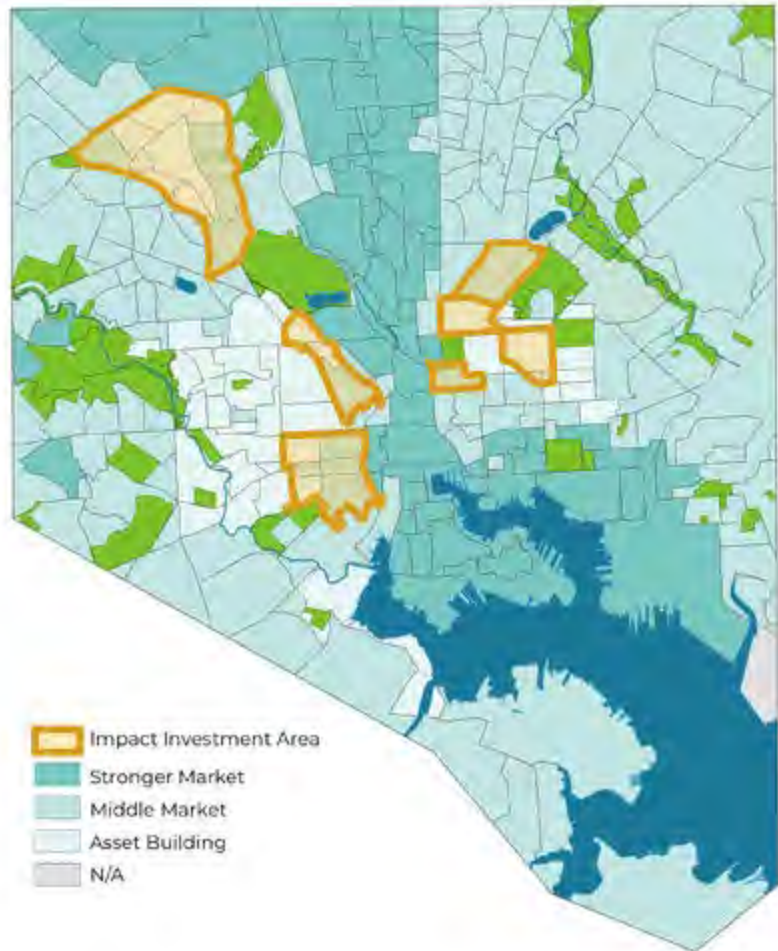 Impact Investment Area
Stronger Market
Middle Market
Asset Building
N/A